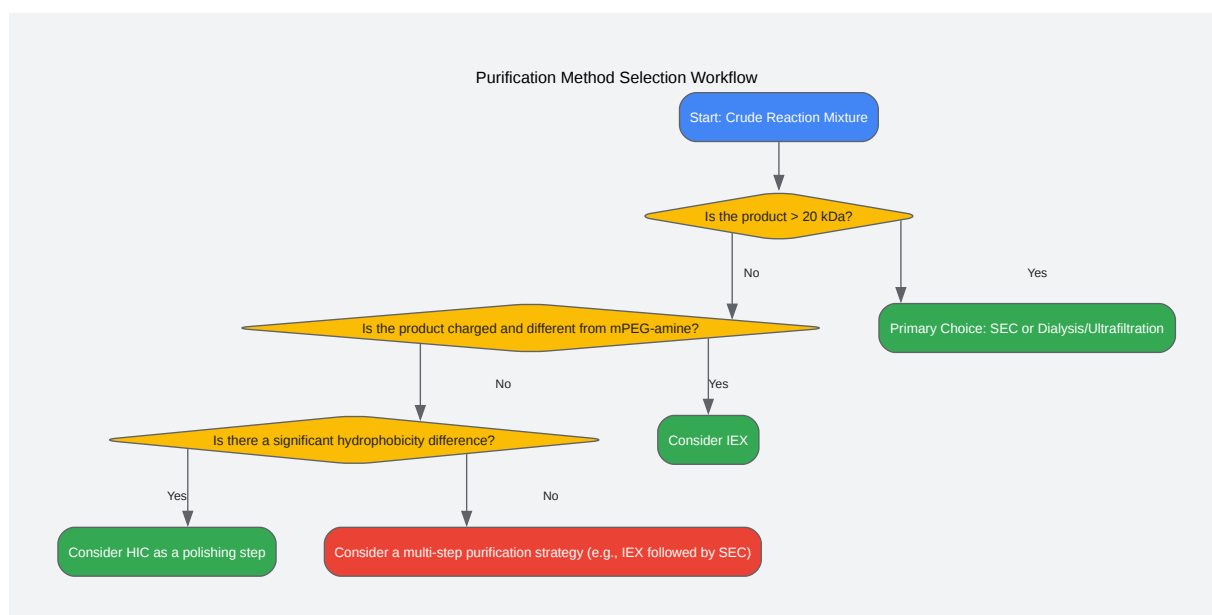 Purification Method Selection Workflow
Start: Crude Reaction Mixture
Is the product > 20 kDa?
No
Yes
Is the product charged and different from mPEG-amine?
Primary Choice: SEC or Dialysis/Ultrafiltration
No
Yes
Is there a significant hydrophobicity difference?
Consider IEX
Yes
No
Consider HIC as a polishing step
Consider a multi-step purification strategy (e.g., IEX followed by SEC)